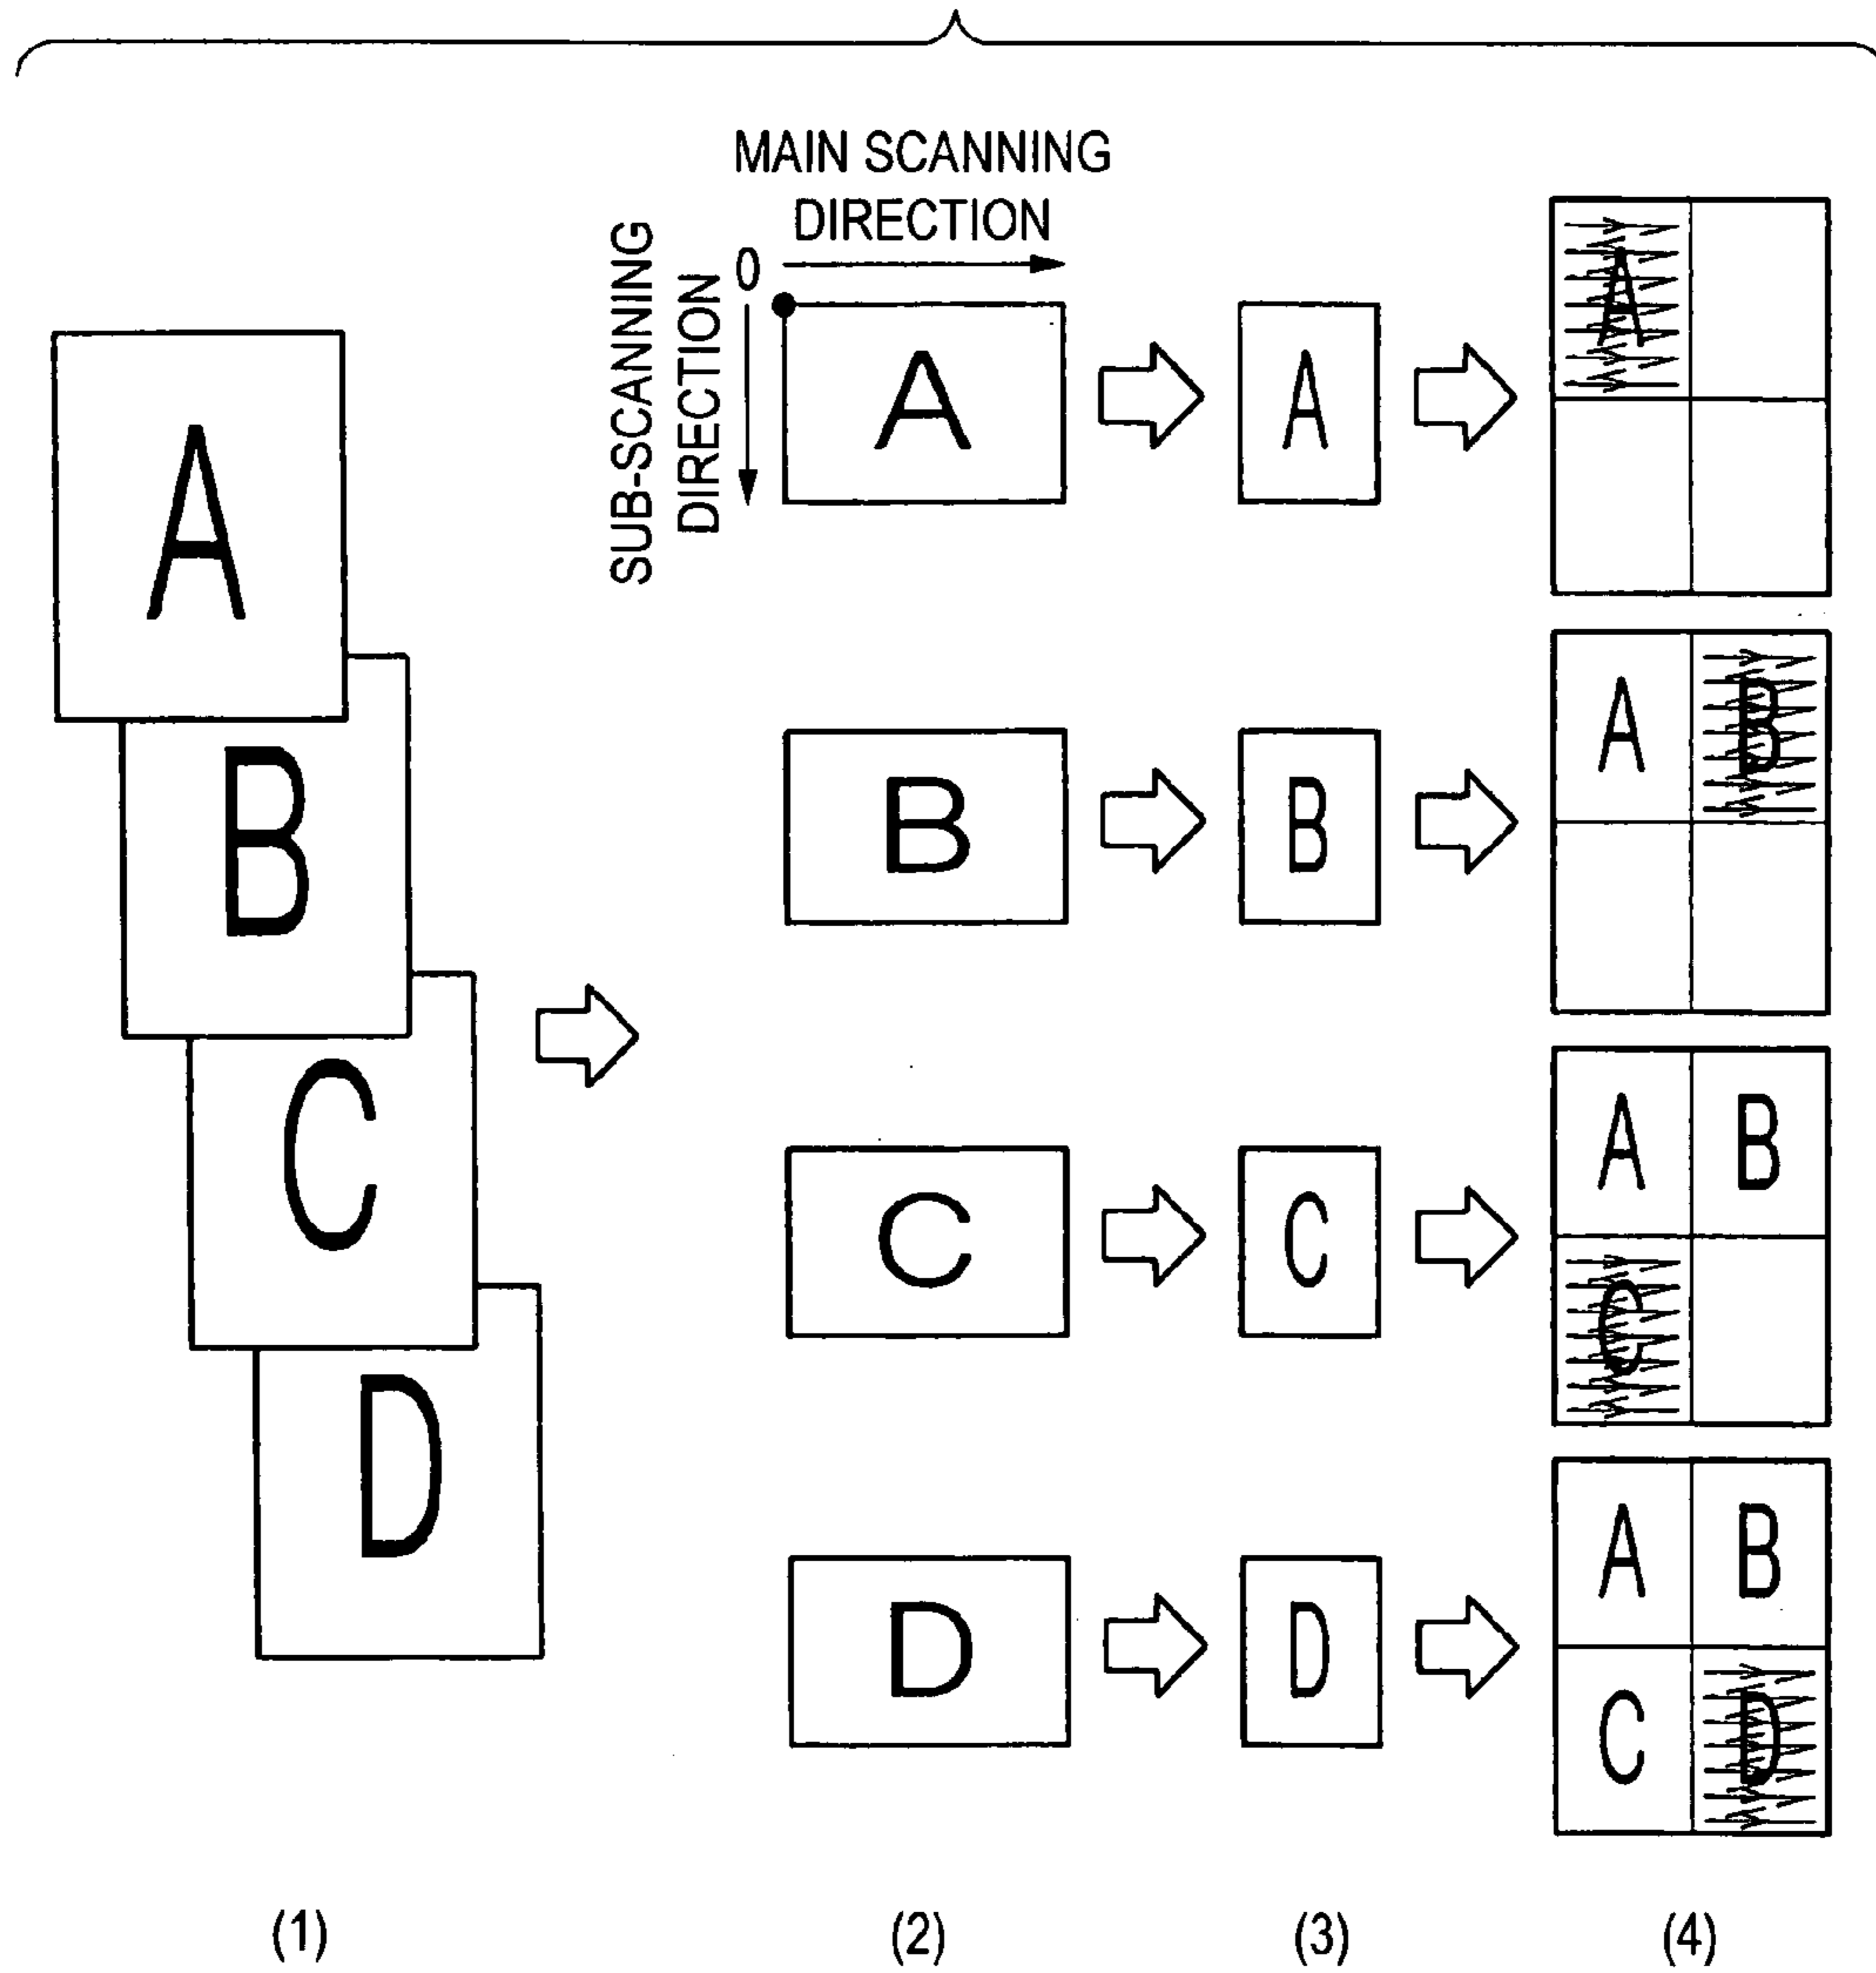 MAIN SCANNING
DIRECTION
SUB-SCANNING
DIRECTION
0
A
B
C
D
A
A
A
B
B
A B
C
C
A B
C
D
D
A B
C D
(1) (2) (3) (4)